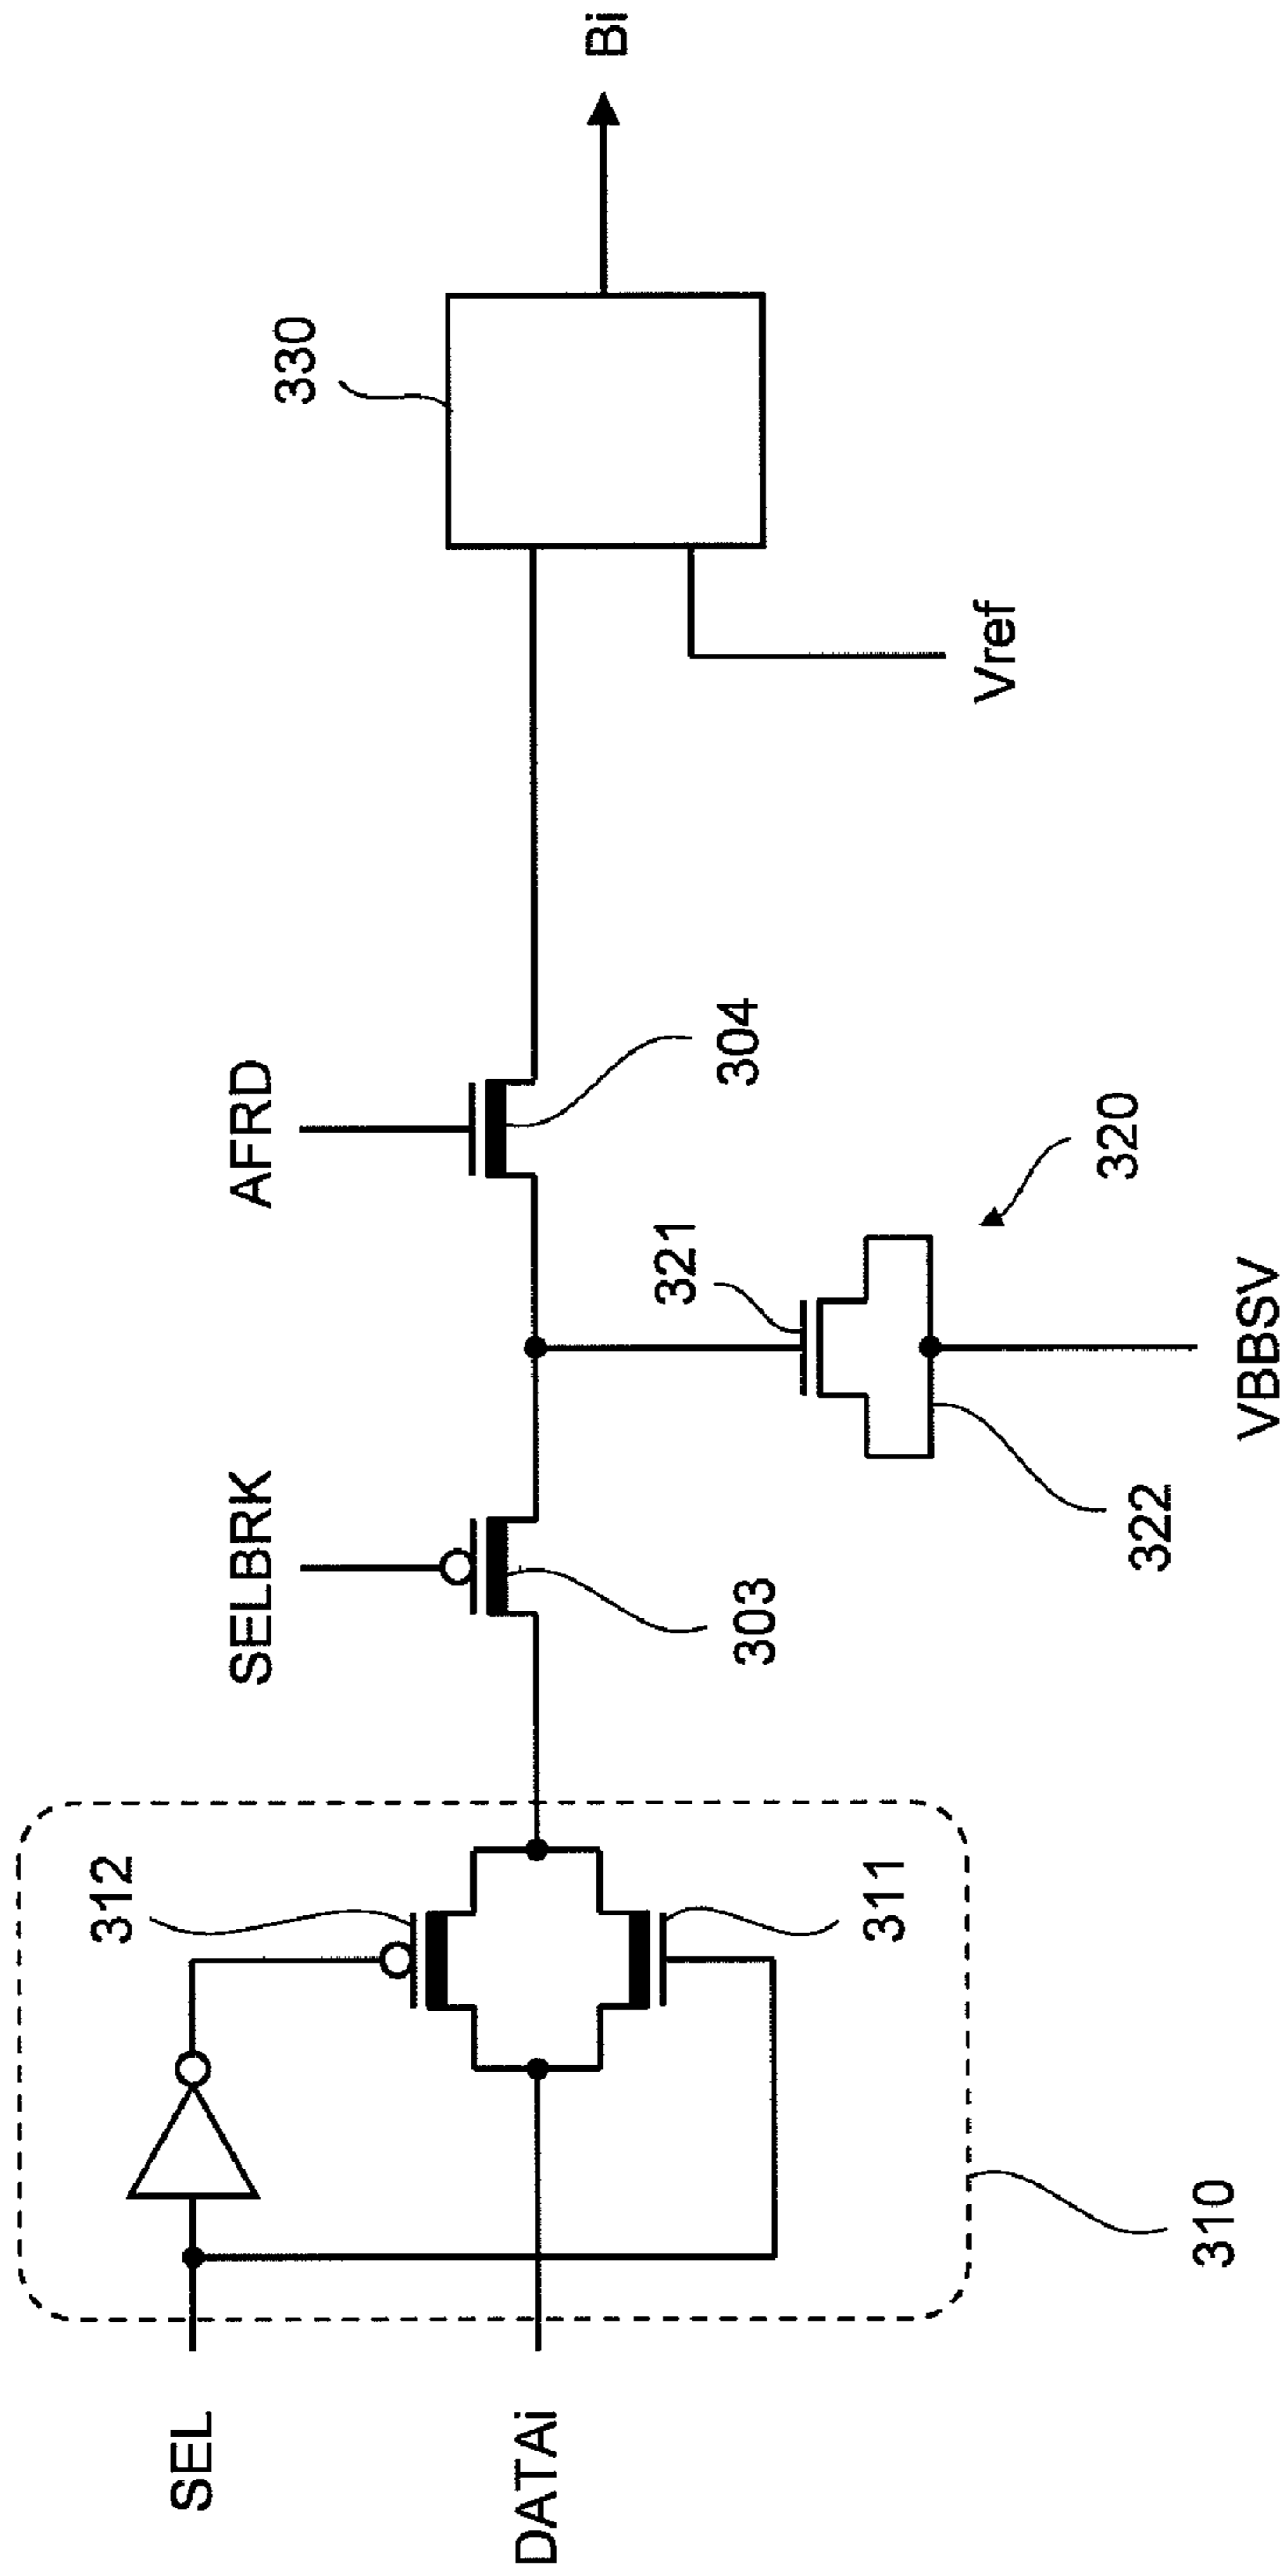 SEL
DATAi
310
312
311
SELBRK
303
AFRD
304
321
322
320
VBBSV
330
Vref
Bi